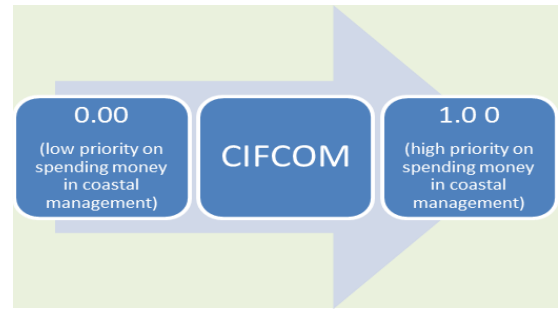 0.00
(low priority on
spending money
in coastal
management)
CIFCOM
1.0 0
(high priority on
spending money
in coastal
management)